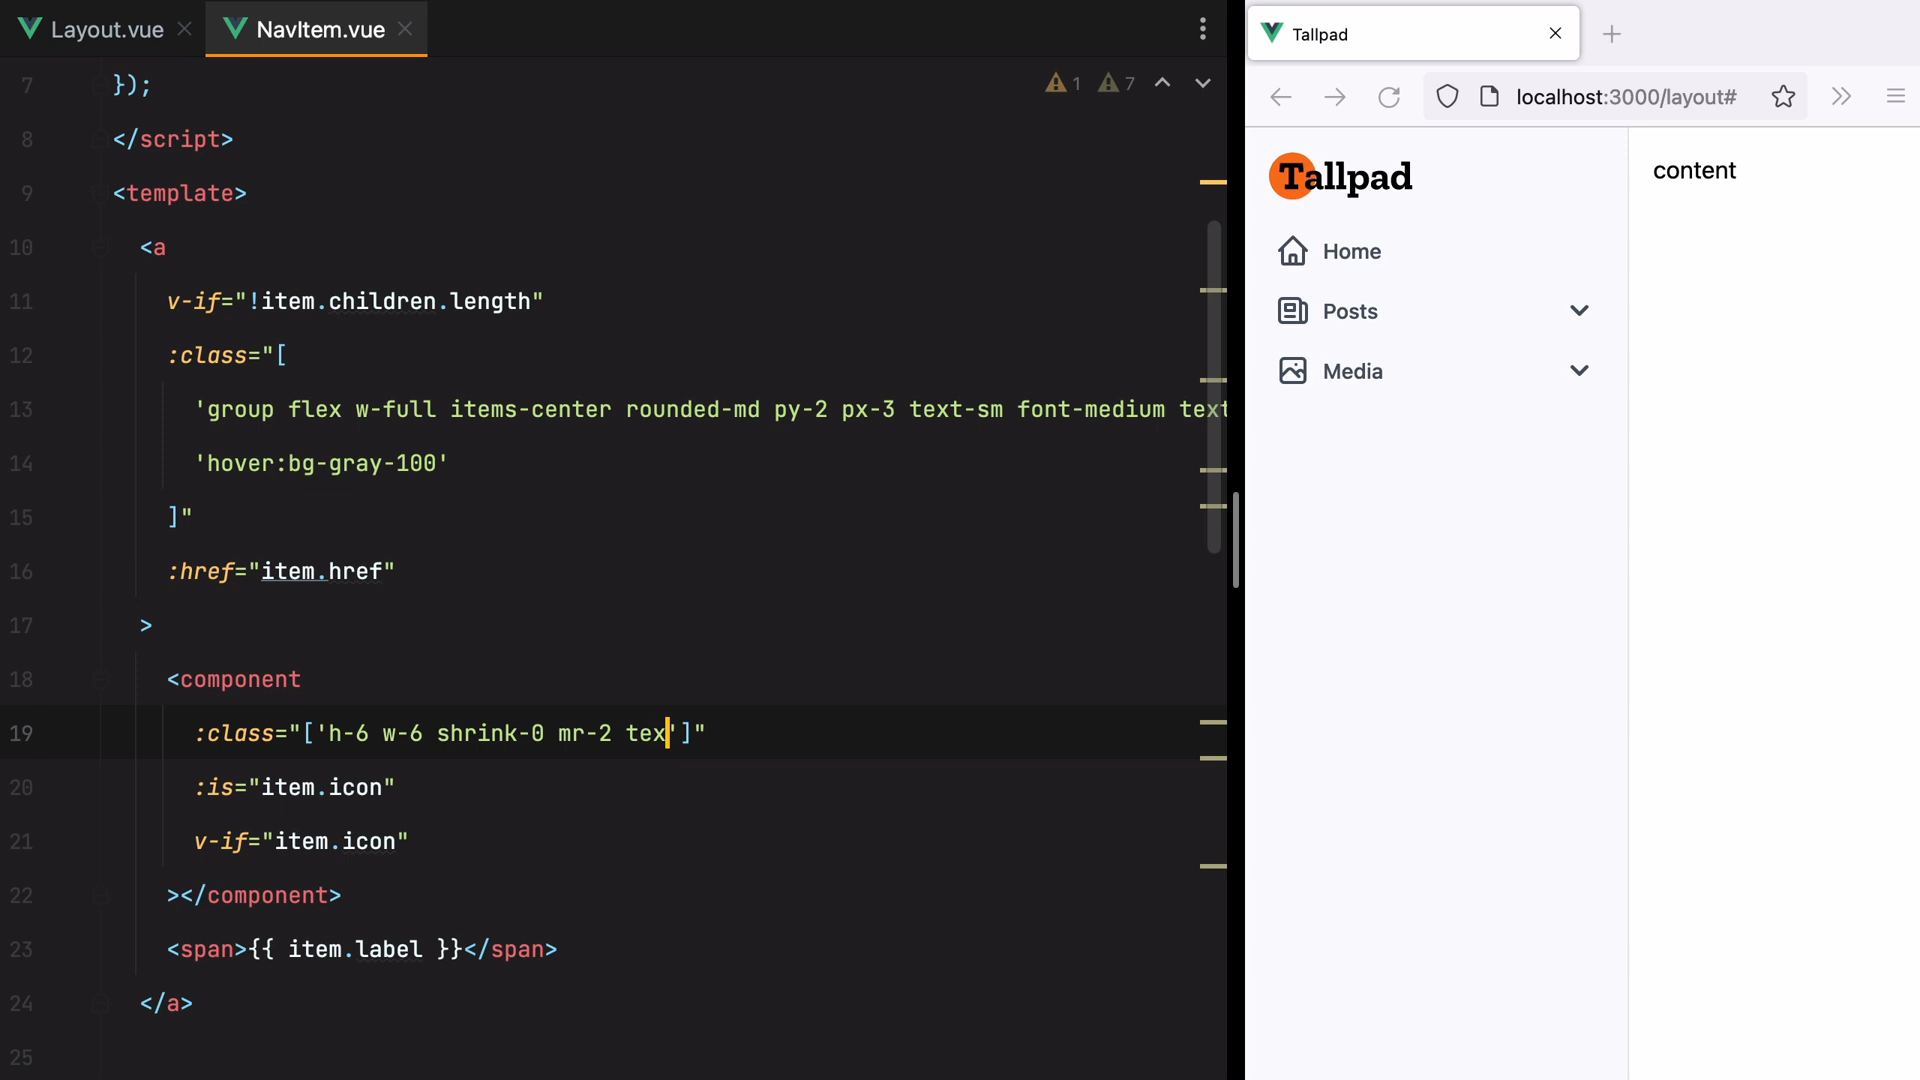 Layout.vue
NavItem.vue
1
7
7 });
8 </script>
9 <template>
10 <a
11 v-if="!item.children.length"
12 :class="[
13 'group flex w-full items-center rounded-md py-2 px-3 text-sm font-medium text
14 'hover:bg-gray-100'
15 ]"
16 :href="item.href"
17 >
18 <component
19 :class="['h-6 w-6 shrink-0 mr-2 tex']"
20 :is="item.icon"
21 v-if="item.icon"
22 ></component>
23 <span>{{ item.label }}</span>
24 </a>
25
Tallpad
localhost:3000/layout#
Tallpad
Home
Posts
Media
content